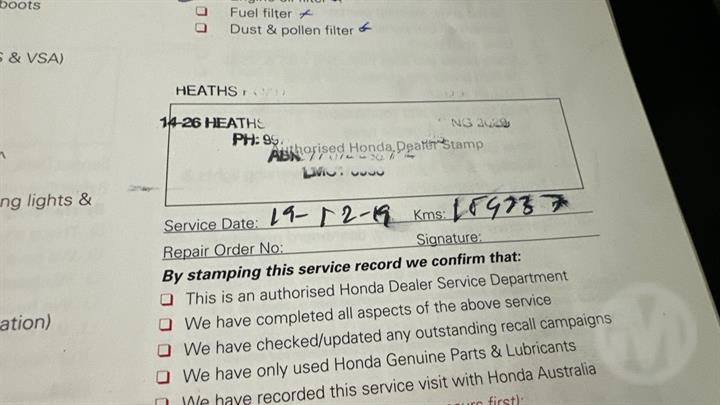 boots
Fuel filter
Dust & pollen filter
& VSA)
HEATHS
14-26 HEATHS
PH: 99
Authorised Honda Dealer Stamp
ABN
ng lights &
Service Date: 19-12-19 Kms:
Repair Order No: Signature:
By stamping this service record we confirm that:
This is an authorised Honda Dealer Service Department
We have completed all aspects of the above service
ation)
We have checked/updated any outstanding recall campaigns
We have only used Honda Genuine Parts & Lubricants
We have recorded this service visit with Honda Australia
first):